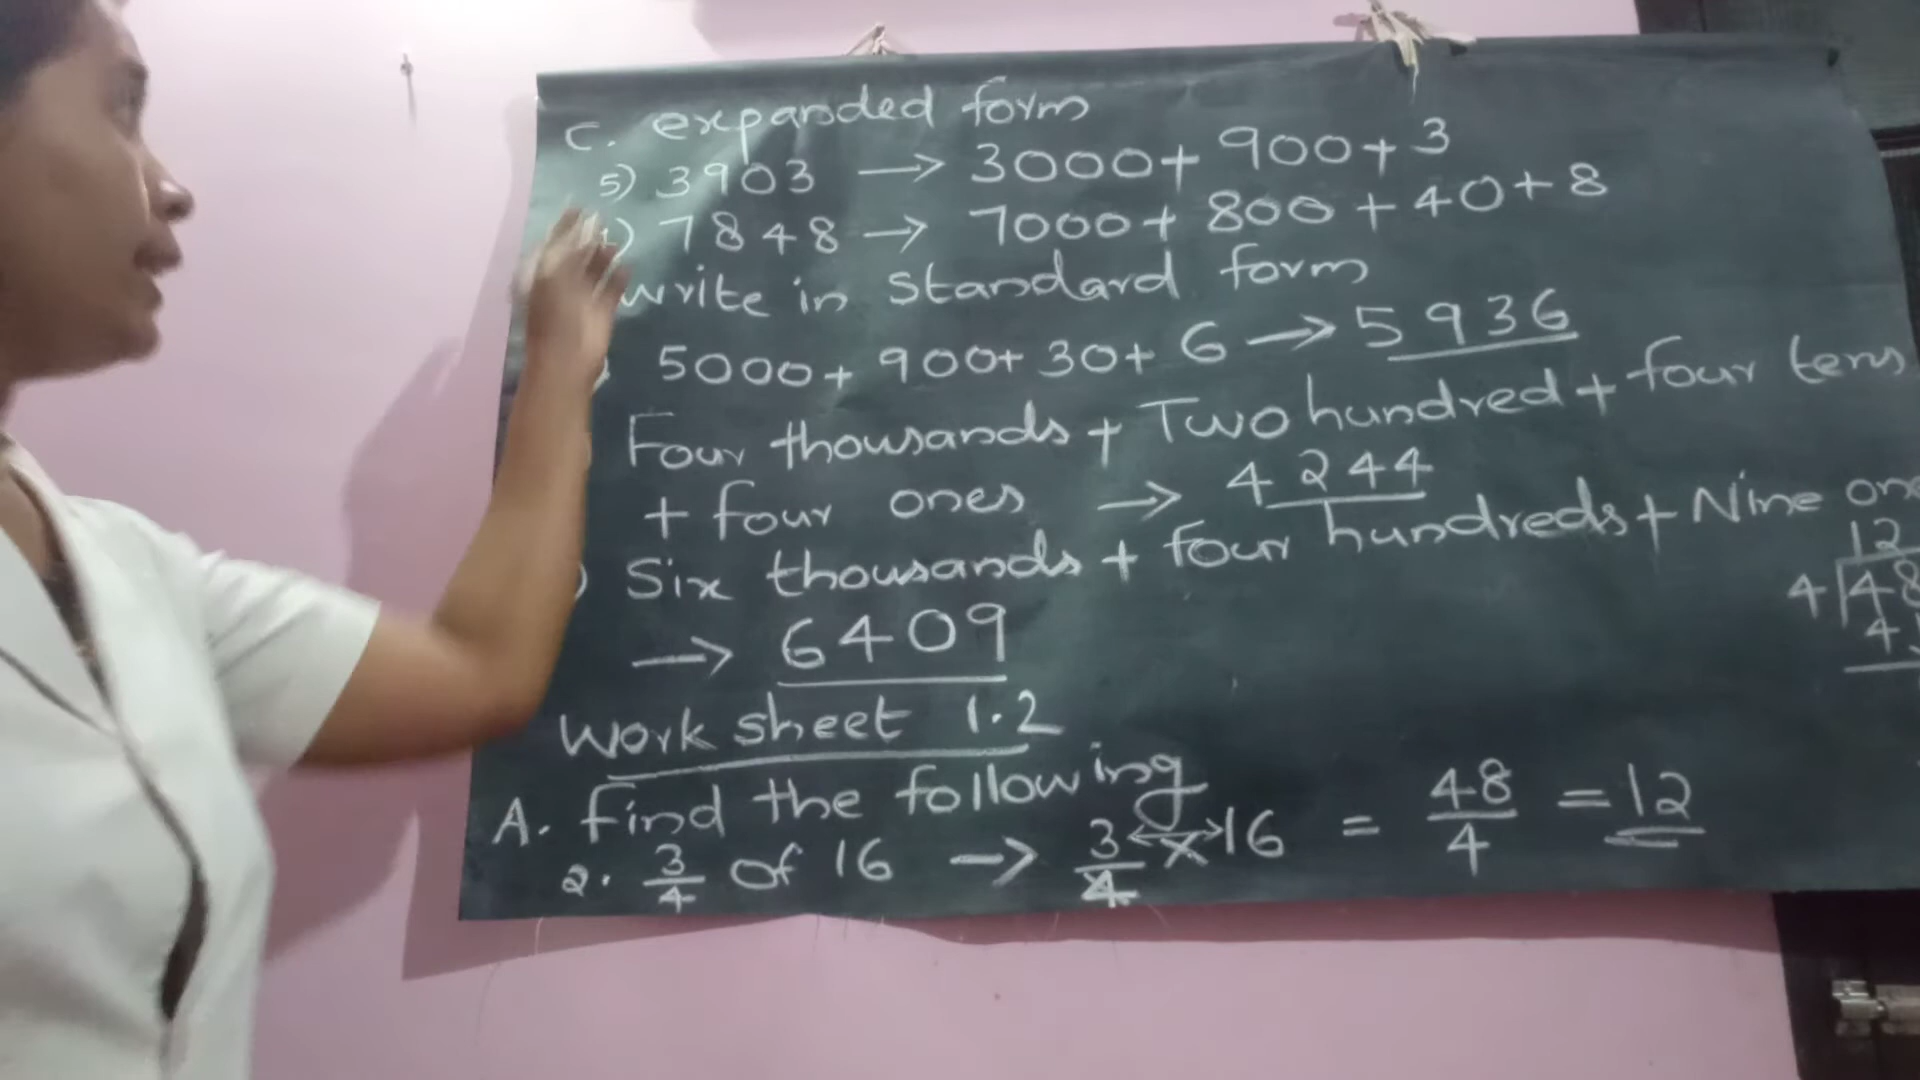 C. expanded form
5) 3903 → 3000 + 900 + 3
) 7848 → 7000 + 800 + 40 + 8
write in standard form
5000 + 900 + 30 + 6 → 5936
Four thousands + Two hundred + four tens
+ four ones → 4244
) Six thousands + four hundreds + Nine
→ 6409
12
4)48
4
Work sheet 1.2
A. Find the following
2. 3/4 of 16 → 3/4 × 16 = 48/4 = 12